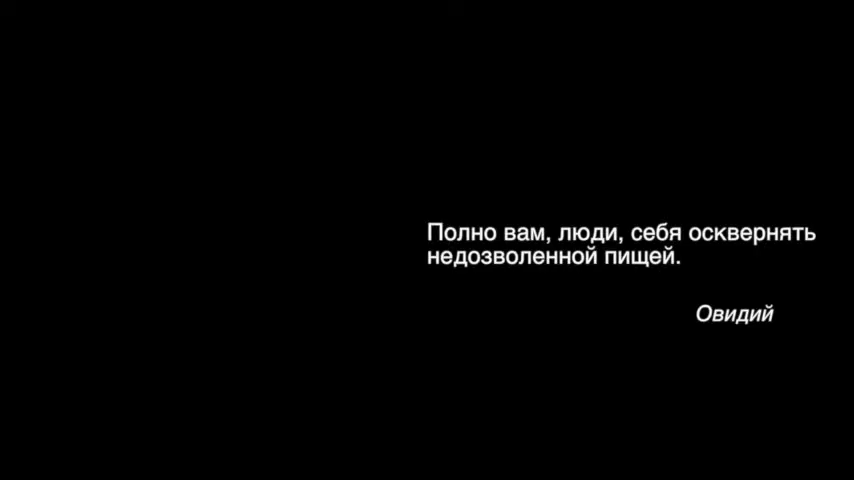 Полно вам, люди, себя осквернять
недозволенной пищей.
Овидий